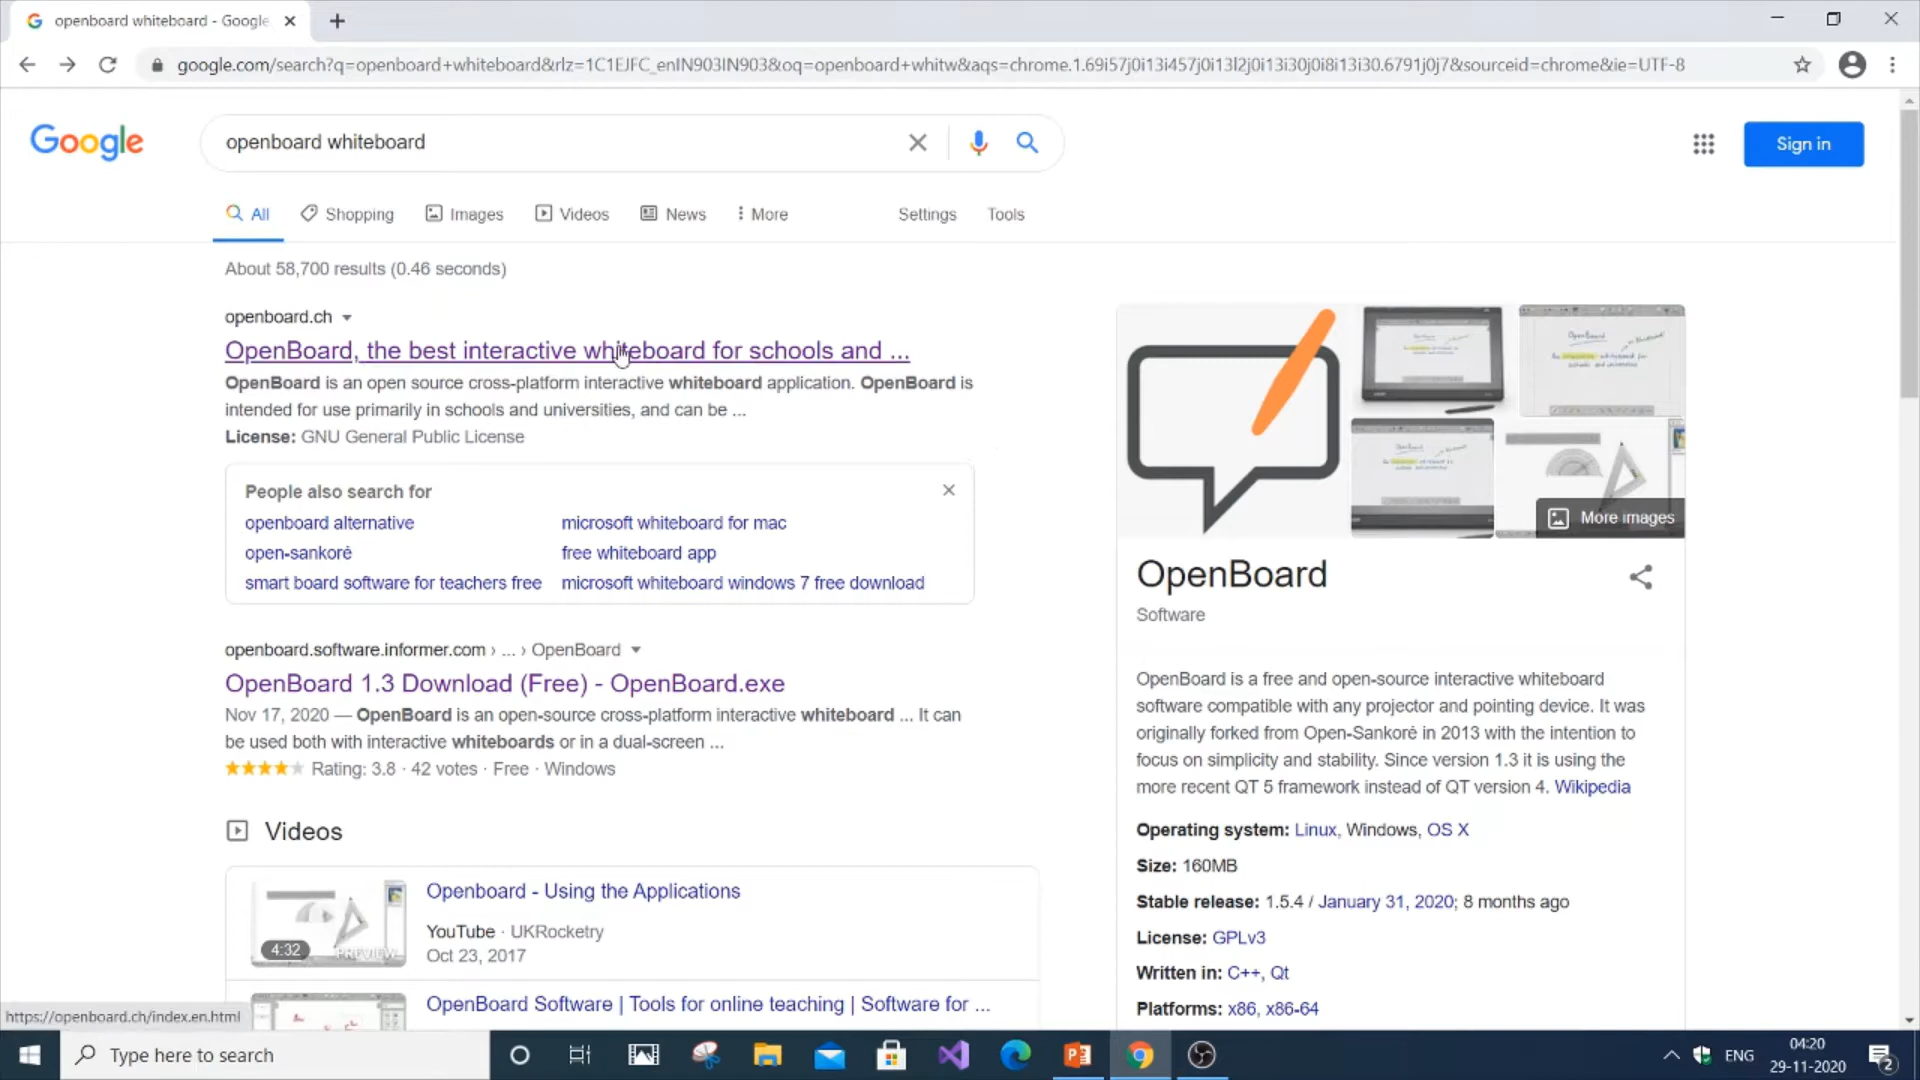 openboard whiteboard - Google
google.com/search?q=openboard+whiteboard&rlz=1C1EJFC_enIN903IN903&oq=openboard+whitw&aqs=chrome.1.69i57j0i13i457j0i13l2j0i13i30j0i8i13i30.6791j0j7&sourceid=chrome&ie=UTF-8
Google
openboard whiteboard
Sign in
All Shopping Images Videos News More Settings Tools
About 58,700 results (0.46 seconds)
openboard.ch
OpenBoard, the best interactive whiteboard for schools and ...
OpenBoard is an open source cross-platform interactive whiteboard application. OpenBoard is
intended for use primarily in schools and universities, and can be ...
License: GNU General Public License
People also search for
openboard alternative microsoft whiteboard for mac
open-sankoré free whiteboard app
smart board software for teachers free microsoft whiteboard windows 7 free download
openboard.software.informer.com › ... › OpenBoard
OpenBoard 1.3 Download (Free) - OpenBoard.exe
Nov 17, 2020 — OpenBoard is an open-source cross-platform interactive whiteboard ... It can
be used both with interactive whiteboards or in a dual-screen ...
Rating: 3.8 · 42 votes · Free · Windows
Videos
Openboard - Using the Applications
YouTube · UKRocketry
Oct 23, 2017
4:32
PREVIEW
OpenBoard Software | Tools for online teaching | Software for ...
More images
OpenBoard
Software
OpenBoard is a free and open-source interactive whiteboard
software compatible with any projector and pointing device. It was
originally forked from Open-Sankoré in 2013 with the intention to
focus on simplicity and stability. Since version 1.3 it is using the
more recent QT 5 framework instead of QT version 4. Wikipedia
Operating system: Linux, Windows, OS X
Size: 160MB
Stable release: 1.5.4 / January 31, 2020; 8 months ago
License: GPLv3
Written in: C++, Qt
Platforms: x86, x86-64
https://openboard.ch/index.en.html
Type here to search
ENG
04:20
29-11-2020
2